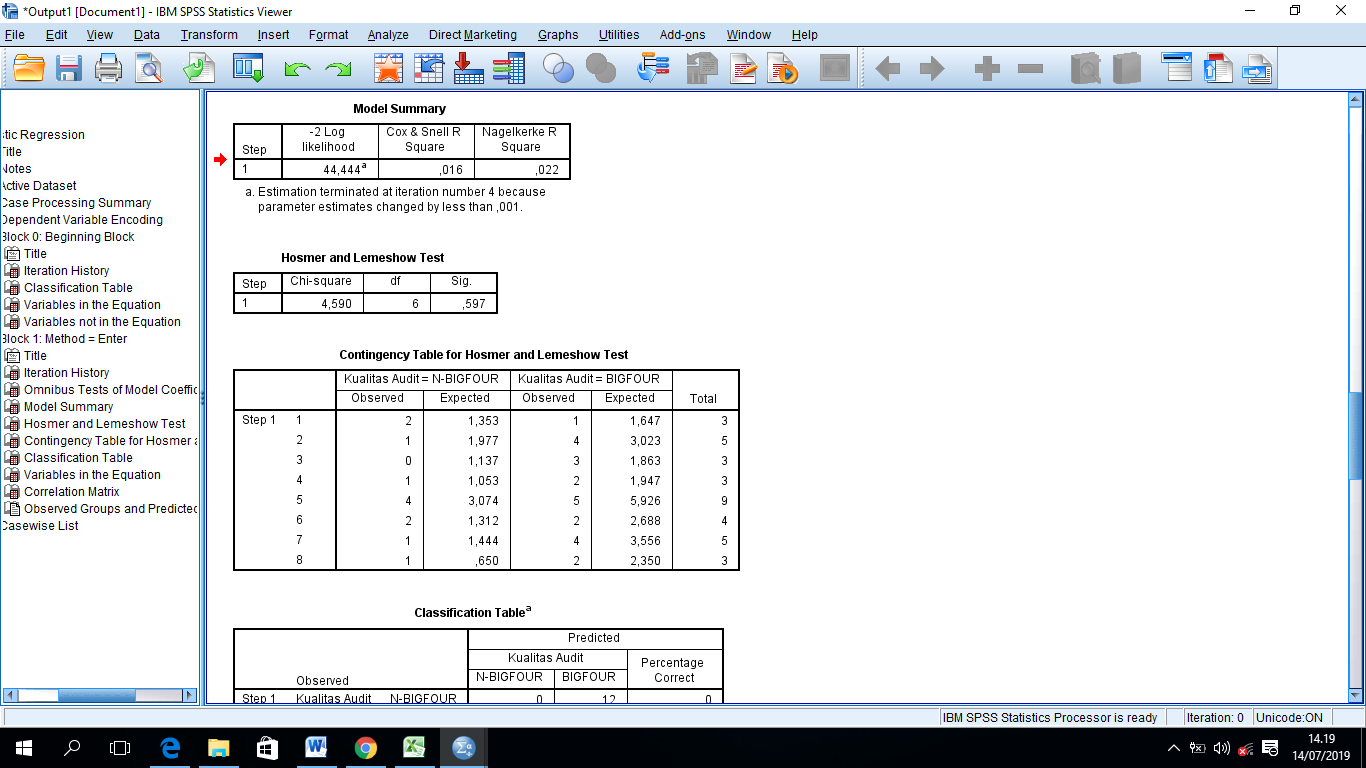 *Output1 [Document1] - IBM SPSS Statistics Viewer
File Edit View Data Transform Insert Format Analyze Direct Marketing Graphs Utilities Add-ons Window Help
stic Regression
Title
Notes
Active Dataset
Case Processing Summary
Dependent Variable Encoding
Block 0: Beginning Block
Title
Iteration History
Classification Table
Variables in the Equation
Variables not in the Equation
Block 1: Method = Enter
Title
Iteration History
Omnibus Tests of Model Coeffic
Model Summary
Hosmer and Lemeshow Test
Contingency Table for Hosmer a
Classification Table
Variables in the Equation
Correlation Matrix
Observed Groups and Predicted
Casewise List
Model Summary
Step -2 Log likelihood Cox & Snell R Square Nagelkerke R Square
1 44,444a ,016 ,022
a. Estimation terminated at iteration number 4 because
parameter estimates changed by less than ,001.
Hosmer and Lemeshow Test
Step Chi-square df Sig.
1 4,590 6 ,597
Contingency Table for Hosmer and Lemeshow Test
Kualitas Audit = N-BIGFOUR Kualitas Audit = BIGFOUR
Observed Expected Observed Expected Total
Step 1 1 2 1,353 1 1,647 3
2 1 1,977 4 3,023 5
3 0 1,137 3 1,863 3
4 1 1,053 2 1,947 3
5 4 3,074 5 5,926 9
6 2 1,312 2 2,688 4
7 1 1,444 4 3,556 5
8 1 ,650 2 2,350 3
Classification Tablea
Predicted
Kualitas Audit Percentage Correct
Observed N-BIGFOUR BIGFOUR
Step 1 Kualitas Audit N-BIGFOUR 0 12 ,0
IBM SPSS Statistics Processor is ready Iteration: 0 Unicode:ON
14.19
14/07/2019